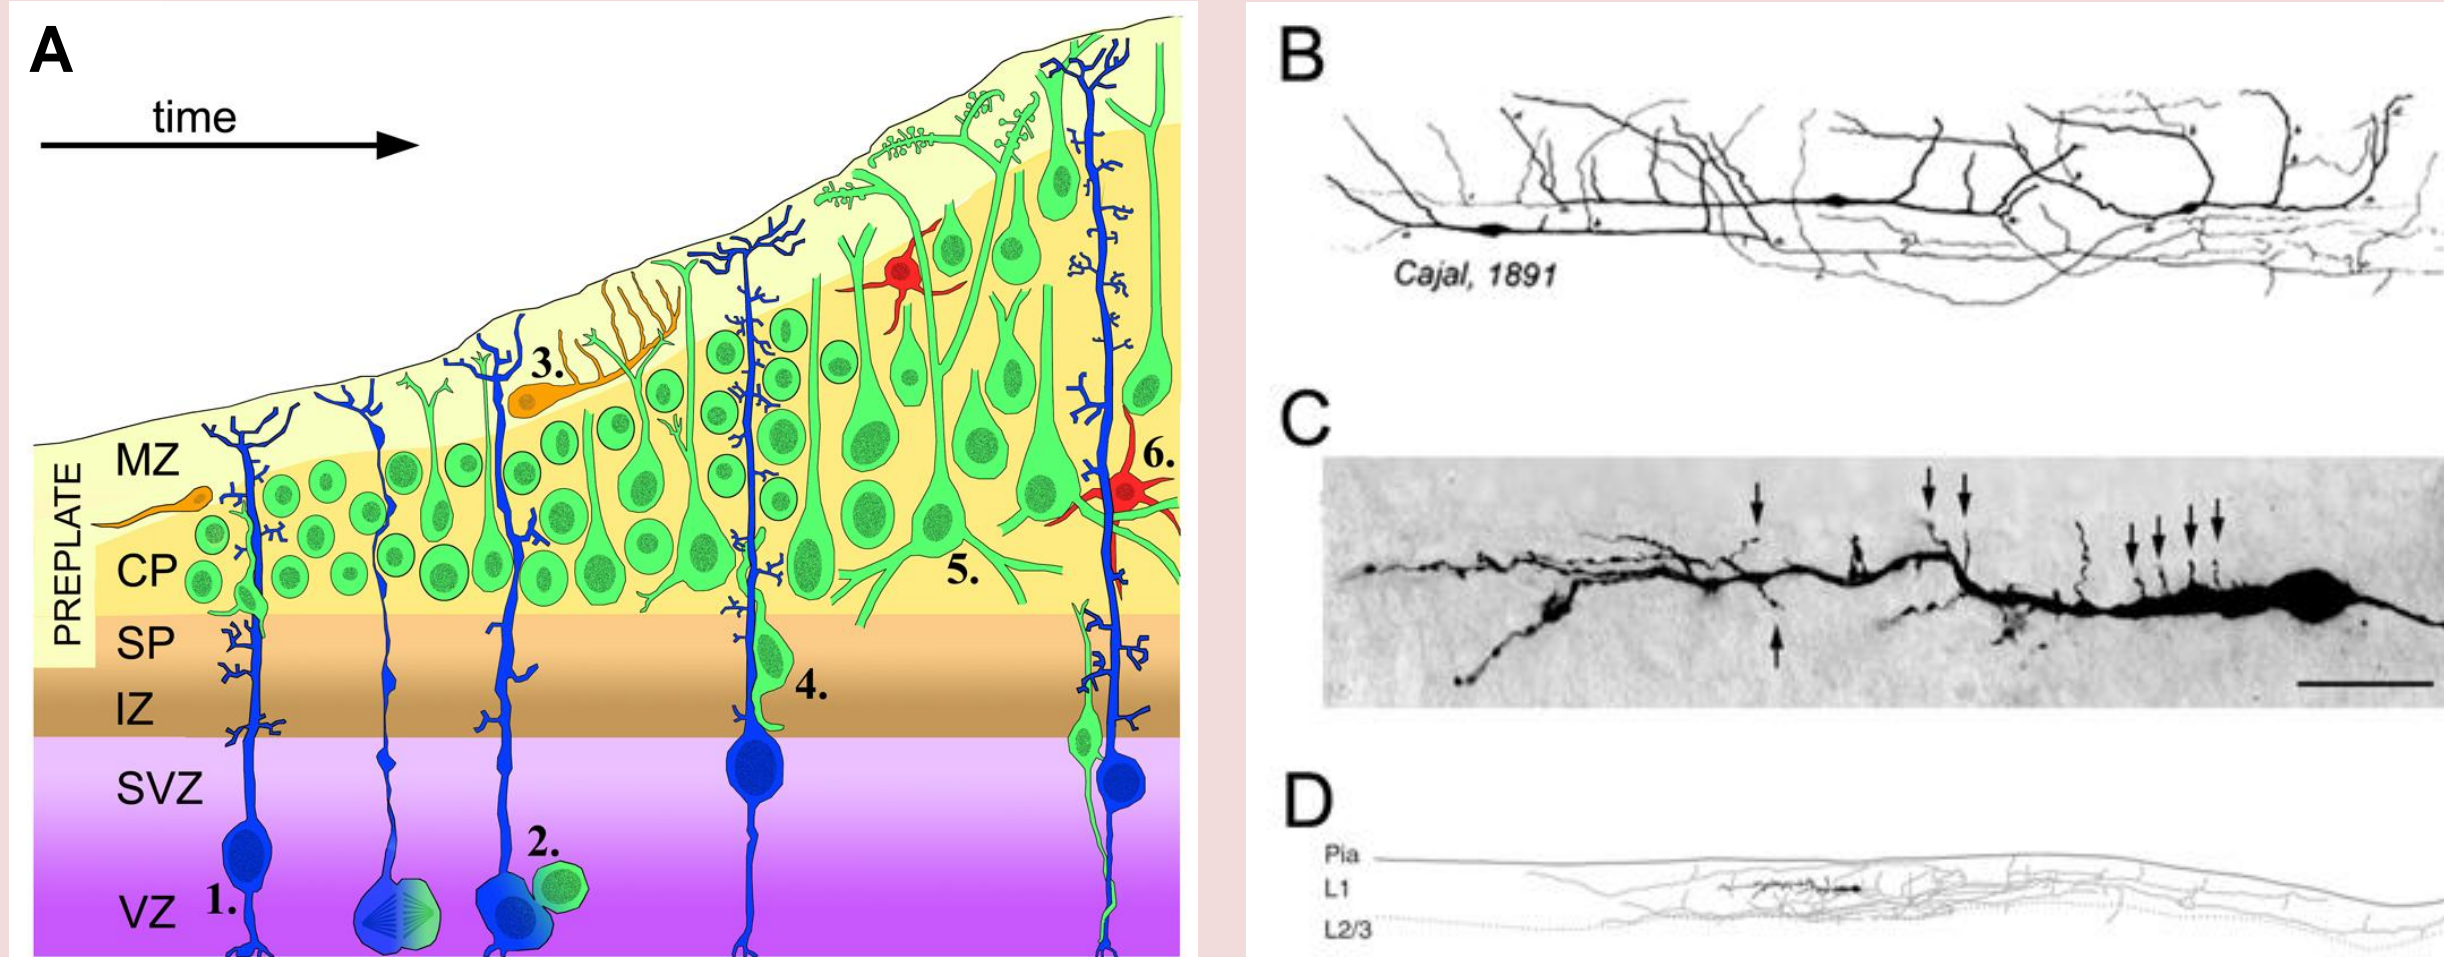 A
time
MZ
PREPLATE
CP
SP
IZ
SVZ
VZ
1.
2.
3.
4.
5.
6.
B
Cajal, 1891
C
D
Pia
L1
L2/3